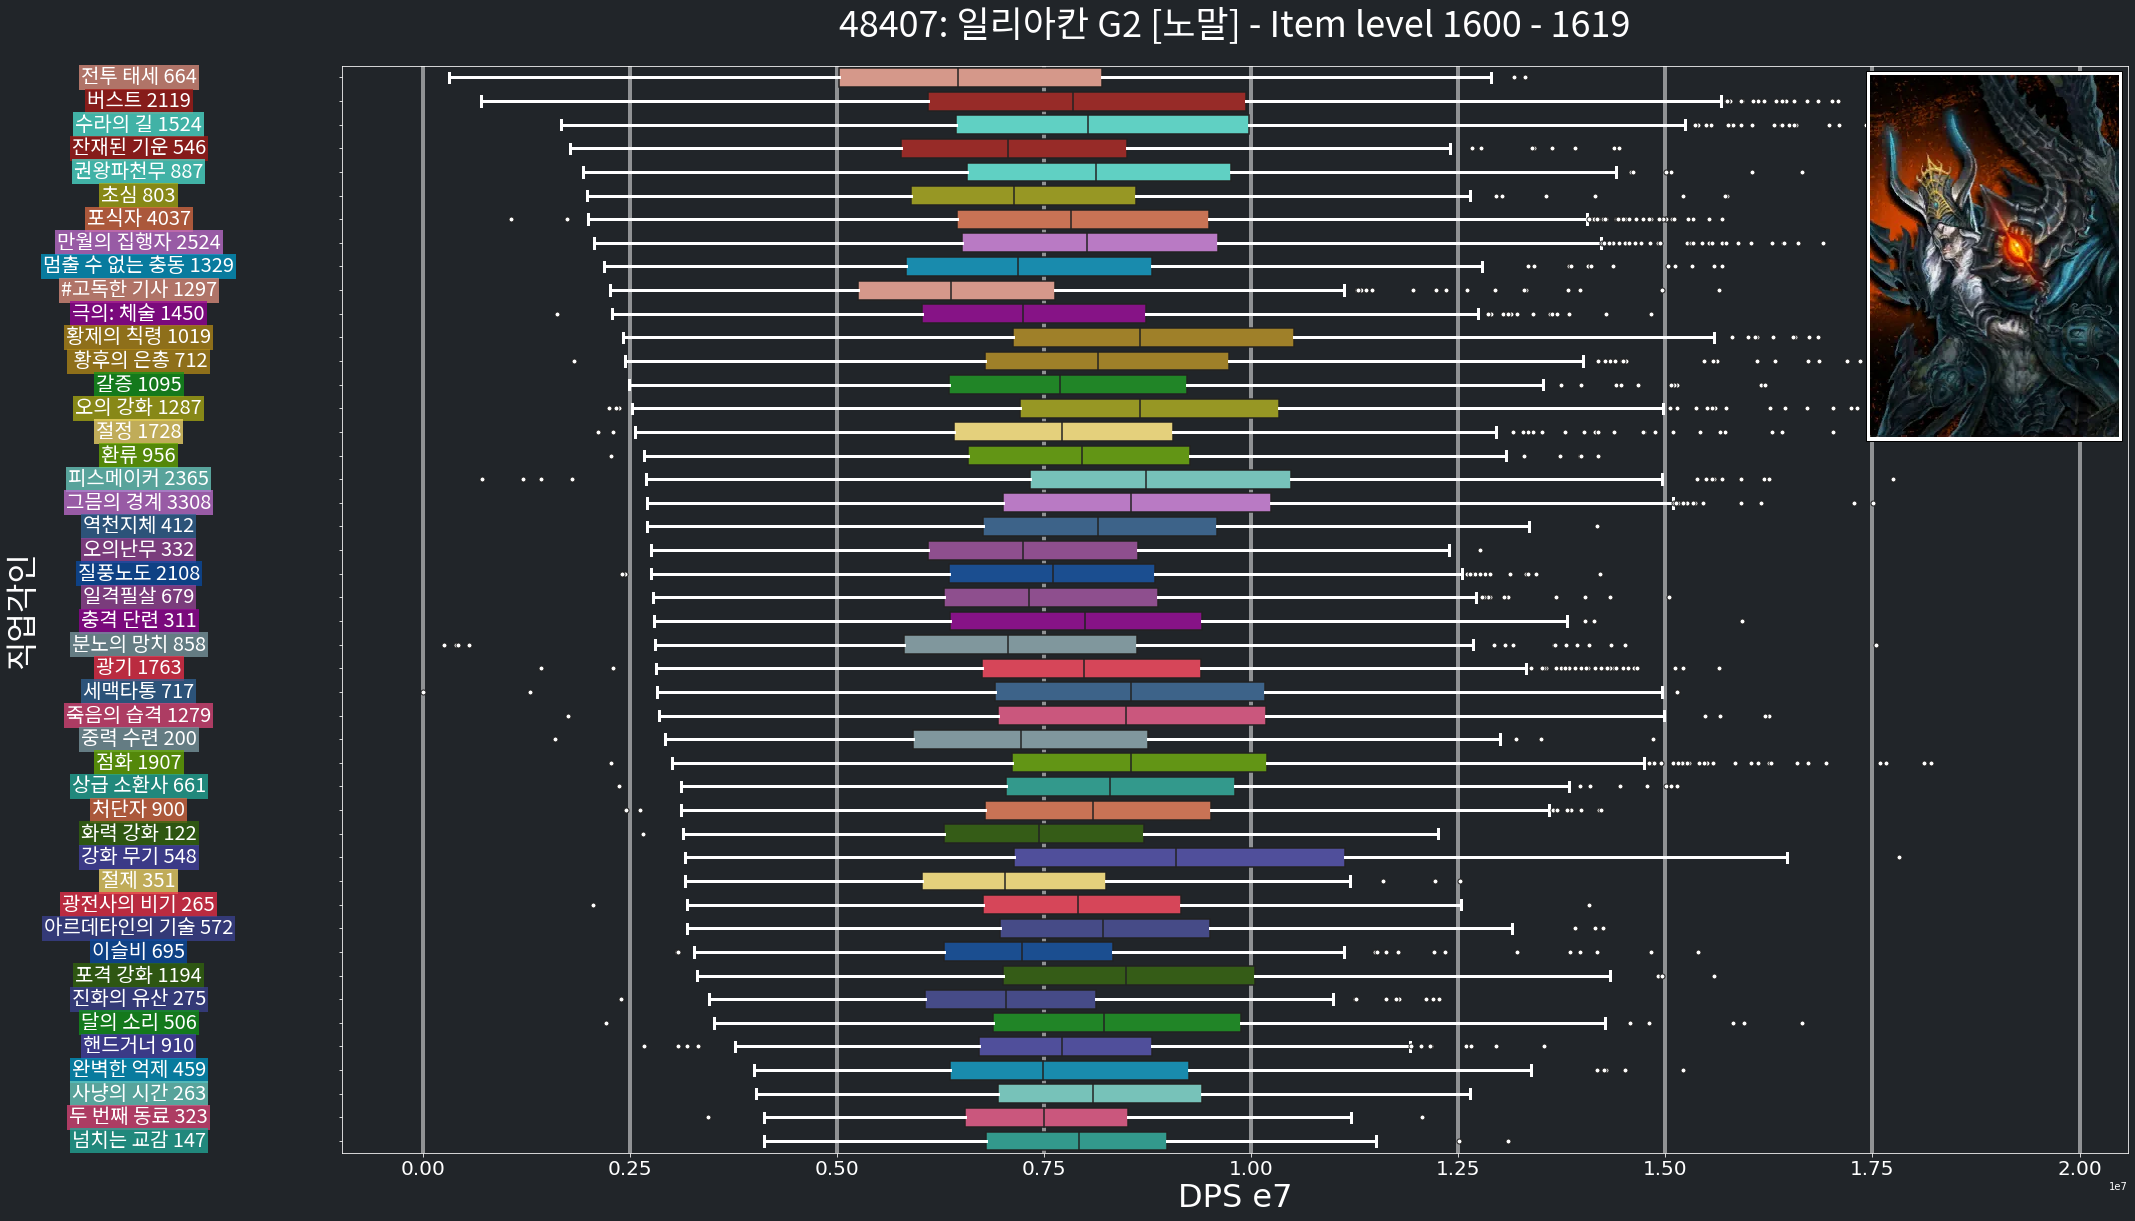 48407: 일리아칸 G2 [노말] - Item level 1600 - 1619
전투 태세 664
버스트 2119
수라의 길 1524
잔재된 기운 546
권왕파천무 887
초심 803
포식자 4037
만월의 집행자 2524
멈출 수 없는 충동 1329
#고독한 기사 1297
극의: 체술 1450
황제의 칙령 1019
황후의 은총 712
갈증 1095
오의 강화 1287
절정 1728
환류 956
피스메이커 2365
그믐의 경계 3308
역천지체 412
오의난무 332
질풍노도 2108
일격필살 679
충격 단련 311
분노의 망치 858
광기 1763
세맥타통 717
죽음의 습격 1279
중력 수련 200
점화 1907
상급 소환사 661
처단자 900
화력 강화 122
강화 무기 548
절제 351
광전사의 비기 265
아르데타인의 기술 572
이슬비 695
포격 강화 1194
진화의 유산 275
달의 소리 506
핸드거너 910
완벽한 억제 459
사냥의 시간 263
두 번째 동료 323
넘치는 교감 147
직업각인
0.00 0.25 0.50 0.75 1.00 1.25 1.50 1.75 2.00
DPS e7
1e7